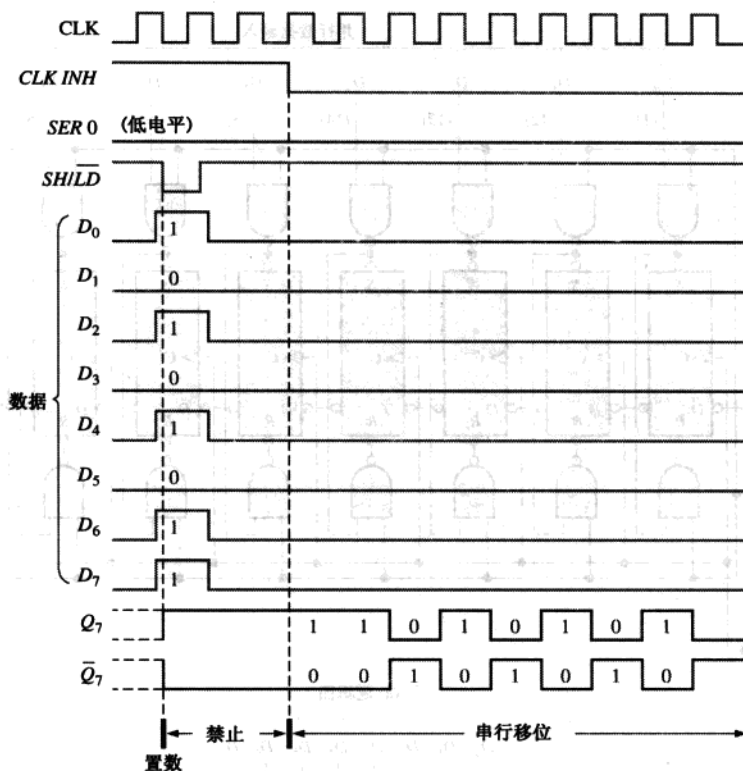 CLK
CLK INH
SER 0 (低电平)
SH/L̅D̅
D₀ 1
D₁ 0
D₂ 1
D₃ 0
数据
D₄ 1
D₅ 0
D₆ 1
D₇ 1
Q₇ 1 1 0 1 0 1 0 1
Q̅₇ 0 0 1 0 1 0 1 0
禁止 串行移位
置数